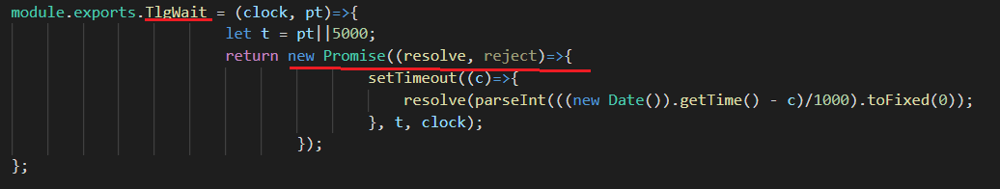 module.exports.TlgWait = (clock, pt)=>{
let t = pt||5000;
return new Promise((resolve, reject)=>{
setTimeout((c)=>{
resolve(parseInt(((new Date()).getTime() - c)/1000).toFixed(0));
}, t, clock);
});
};